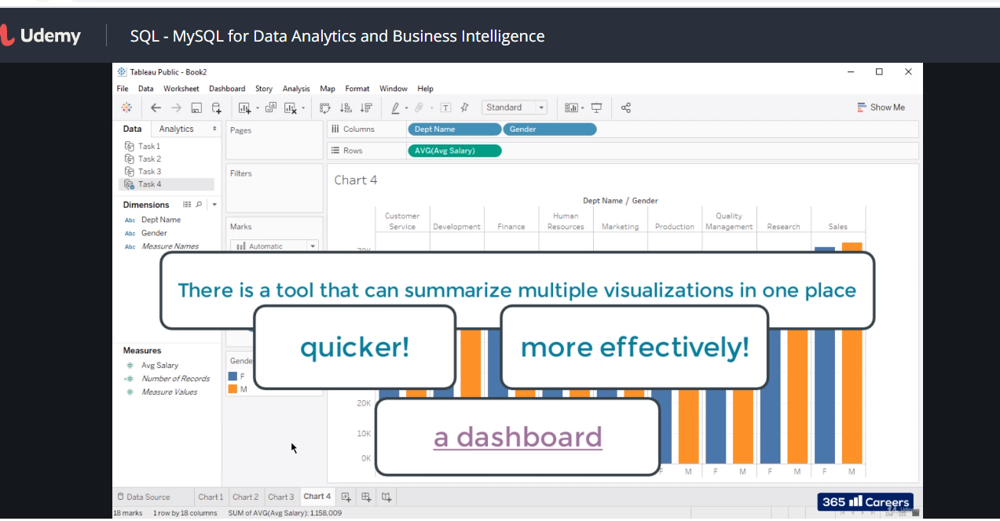 Udemy
SQL - MySQL for Data Analytics and Business Intelligence
Tableau Public - Book2
File Data Worksheet Dashboard Story Analysis Map Format Window Help
Standard
Show Me
Data Analytics
Pages
Columns
Dept Name
Gender
Task 1
Task 2
Task 3
Task 4
Rows
AVG(Avg Salary)
Filters
Chart 4
Dimensions
Abc Dept Name
Abc Gender
Abc Measure Names
Marks
Automatic
Dept Name / Gender
Customer Service
Development
Finance
Human Resources
Marketing
Production
Quality Management
Research
Sales
70K
There is a tool that can summarize multiple visualizations in one place
quicker!
more effectively!
a dashboard
Measures
# Avg Salary
# Number of Records
# Measure Values
F
M
20K
10K
0K
F M F M F M F M
Data Source Chart 1 Chart 2 Chart 3 Chart 4
365 Careers
18 marks 1 row by 18 columns SUM of AVG(Avg Salary): 1,158,009